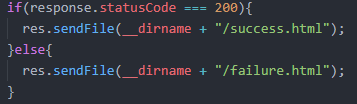 if(response.statusCode === 200){
  res.sendFile(__dirname + "/success.html");
}else{
  res.sendFile(__dirname + "/failure.html");
}